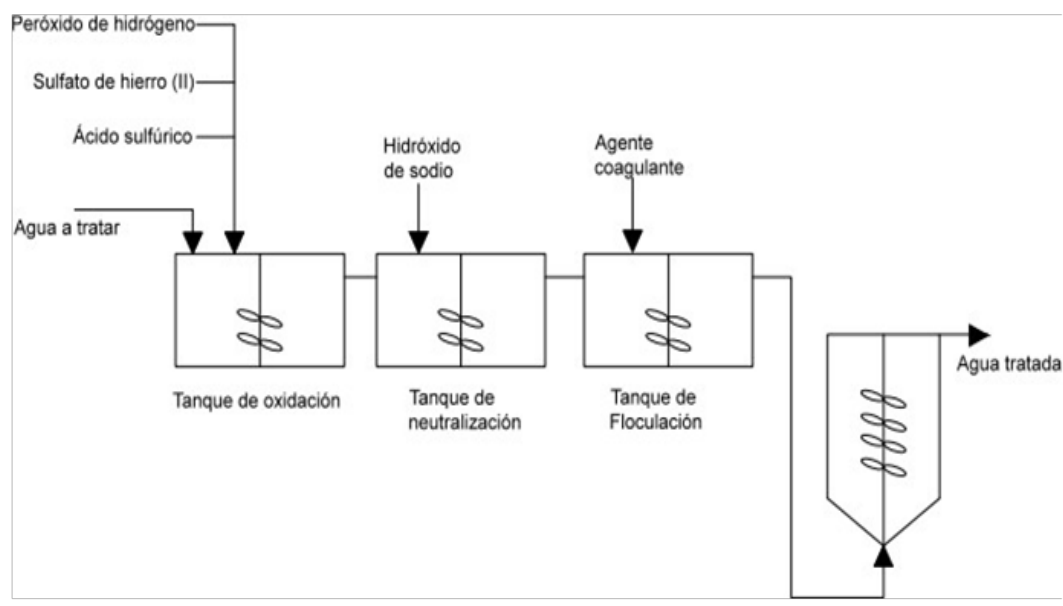 Peróxido de hidrógeno
Sulfato de hierro (II)
Ácido sulfúrico
Agua a tratar
Hidróxido
de sodio
Agente
coagulante
Tanque de oxidación
Tanque de
neutralización
Tanque de
Floculación
Agua tratada